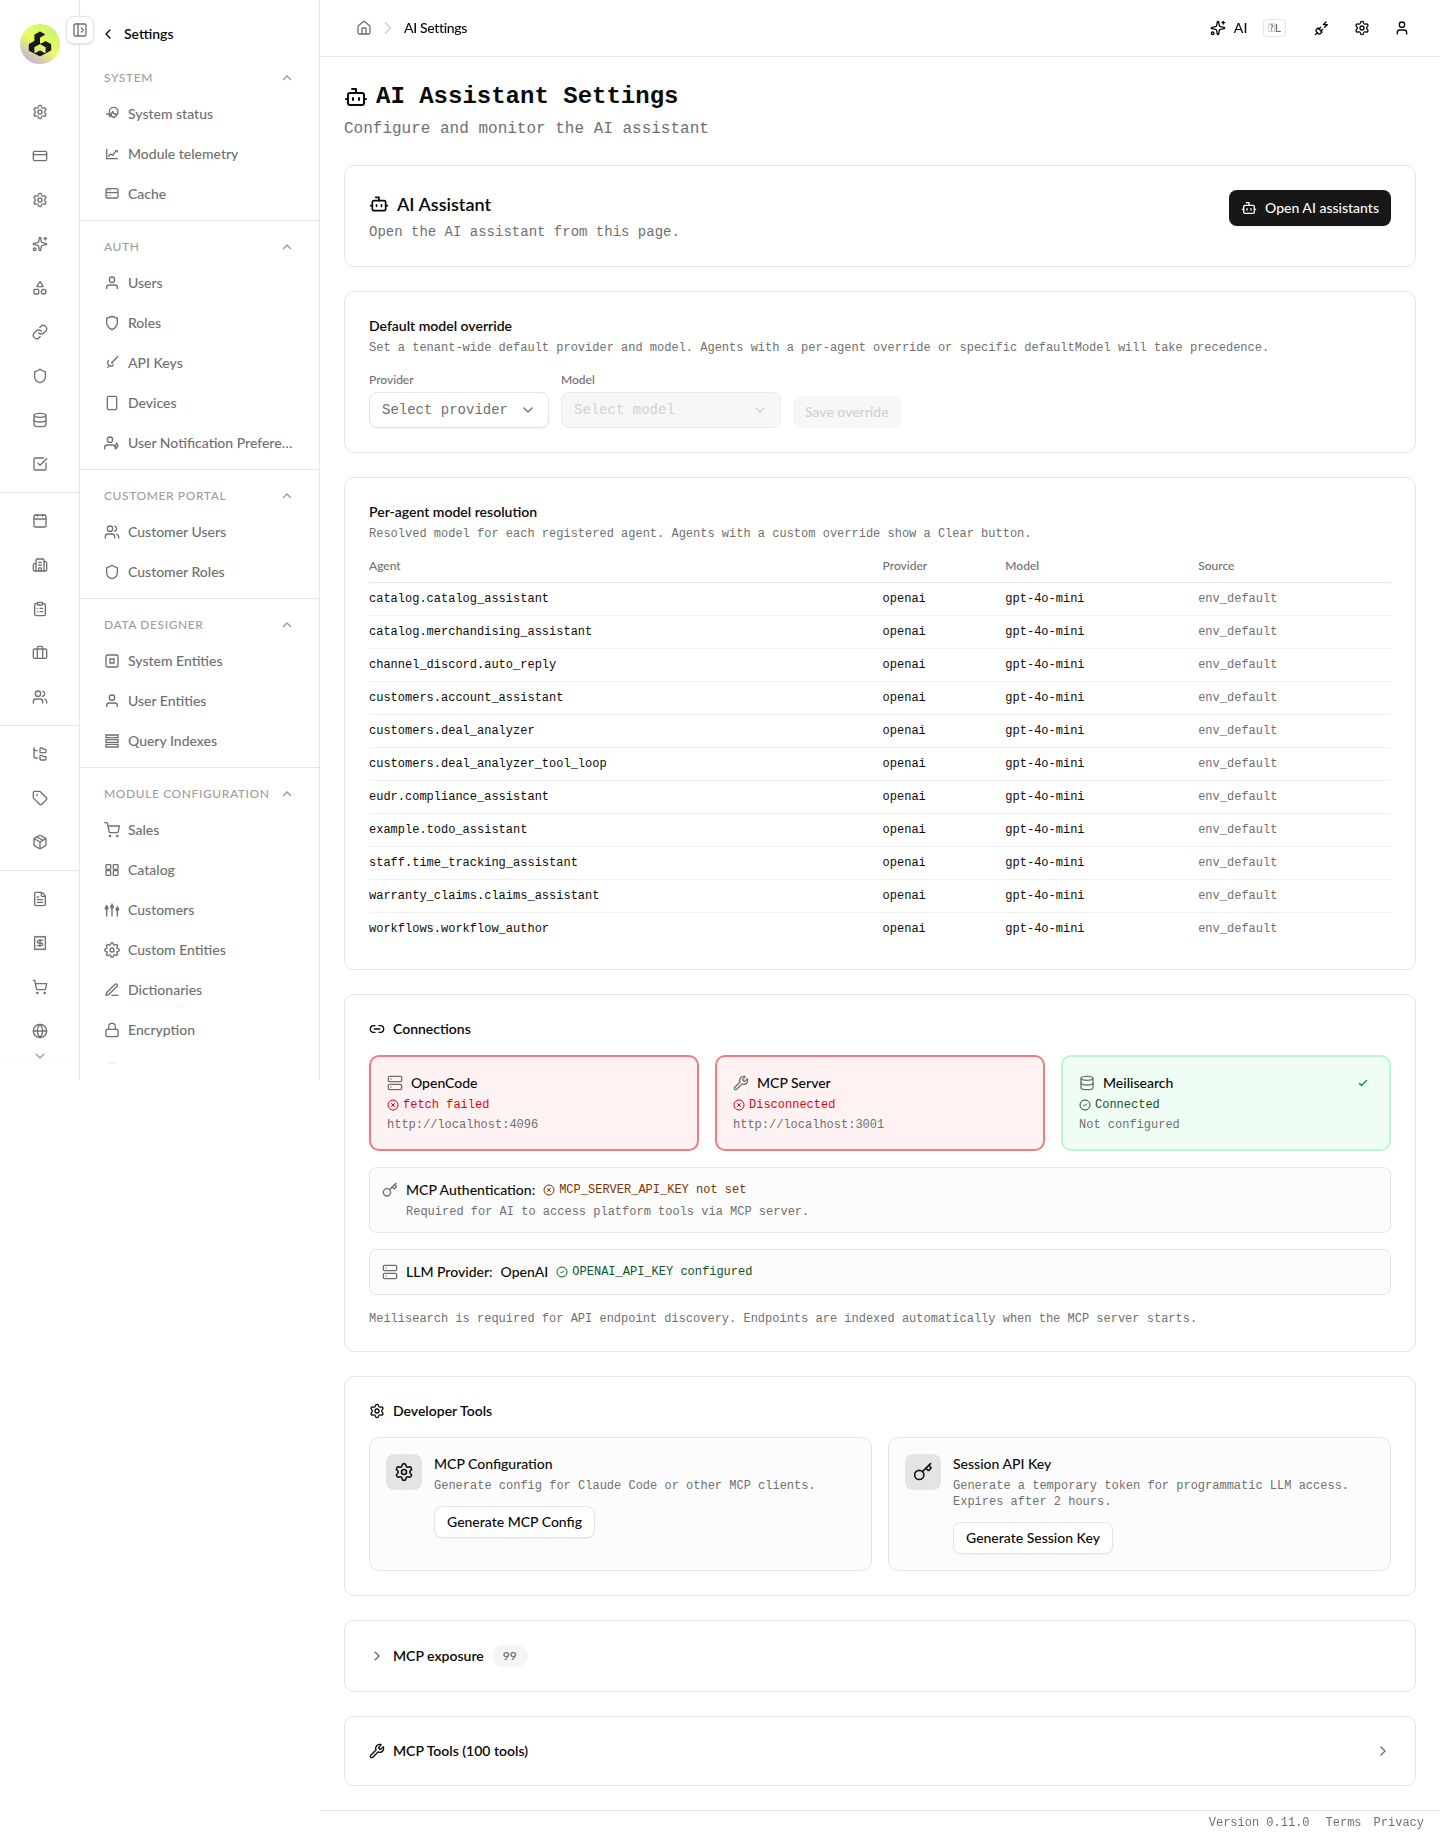 Settings
SYSTEM
System status
Module telemetry
Cache
AUTH
Users
Roles
API Keys
Devices
User Notification Prefere...
CUSTOMER PORTAL
Customer Users
Customer Roles
DATA DESIGNER
System Entities
User Entities
Query Indexes
MODULE CONFIGURATION
Sales
Catalog
Customers
Custom Entities
Dictionaries
Encryption
AI Settings
AI
AI Assistant Settings
Configure and monitor the AI assistant
AI Assistant
Open the AI assistant from this page.
Open AI assistants
Default model override
Set a tenant-wide default provider and model. Agents with a per-agent override or specific defaultModel will take precedence.
Provider Model
Select provider Select model Save override
Per-agent model resolution
Resolved model for each registered agent. Agents with a custom override show a Clear button.
Agent Provider Model Source
catalog.catalog_assistant openai gpt-4o-mini env_default
catalog.merchandising_assistant openai gpt-4o-mini env_default
channel_discord.auto_reply openai gpt-4o-mini env_default
customers.account_assistant openai gpt-4o-mini env_default
customers.deal_analyzer openai gpt-4o-mini env_default
customers.deal_analyzer_tool_loop openai gpt-4o-mini env_default
eudr.compliance_assistant openai gpt-4o-mini env_default
example.todo_assistant openai gpt-4o-mini env_default
staff.time_tracking_assistant openai gpt-4o-mini env_default
warranty_claims.claims_assistant openai gpt-4o-mini env_default
workflows.workflow_author openai gpt-4o-mini env_default
Connections
OpenCode
fetch failed
http://localhost:4096
MCP Server
Disconnected
http://localhost:3001
Meilisearch
Connected
Not configured
MCP Authentication: MCP_SERVER_API_KEY not set
Required for AI to access platform tools via MCP server.
LLM Provider: OpenAI OPENAI_API_KEY configured
Meilisearch is required for API endpoint discovery. Endpoints are indexed automatically when the MCP server starts.
Developer Tools
MCP Configuration
Generate config for Claude Code or other MCP clients.
Generate MCP Config
Session API Key
Generate a temporary token for programmatic LLM access.
Expires after 2 hours.
Generate Session Key
MCP exposure 99
MCP Tools (100 tools)
Version 0.11.0 Terms Privacy